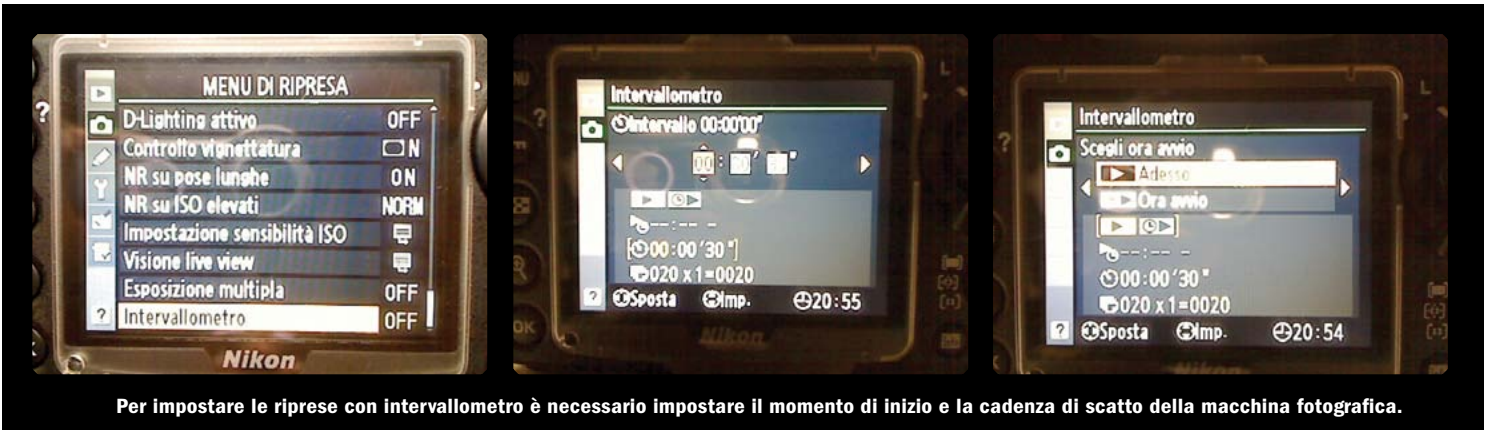 MENU DI RIPRESA
D-Lighting attivo OFF
Controllo vignettatura N
NR su pose lunghe ON
NR su ISO elevati NORM
Impostazione sensibilità ISO
Visione live view
Esposizione multipla OFF
? Intervallometro OFF
Nikon
?
Intervallometro
Intervallo 00:00'00"
00:
--:-- -
[00:00'30"]
020 x 1=0020
? Sposta Imp. 20:55
Nikon
OK
?
L
Intervallometro
Scegli ora avvio
Adesso
Ora avvio
--:-- -
00:00'30"
020 x 1=0020
? Sposta Imp. 20:54
?
L
Per impostare le riprese con intervallometro è necessario impostare il momento di inizio e la cadenza di scatto della macchina fotografica.